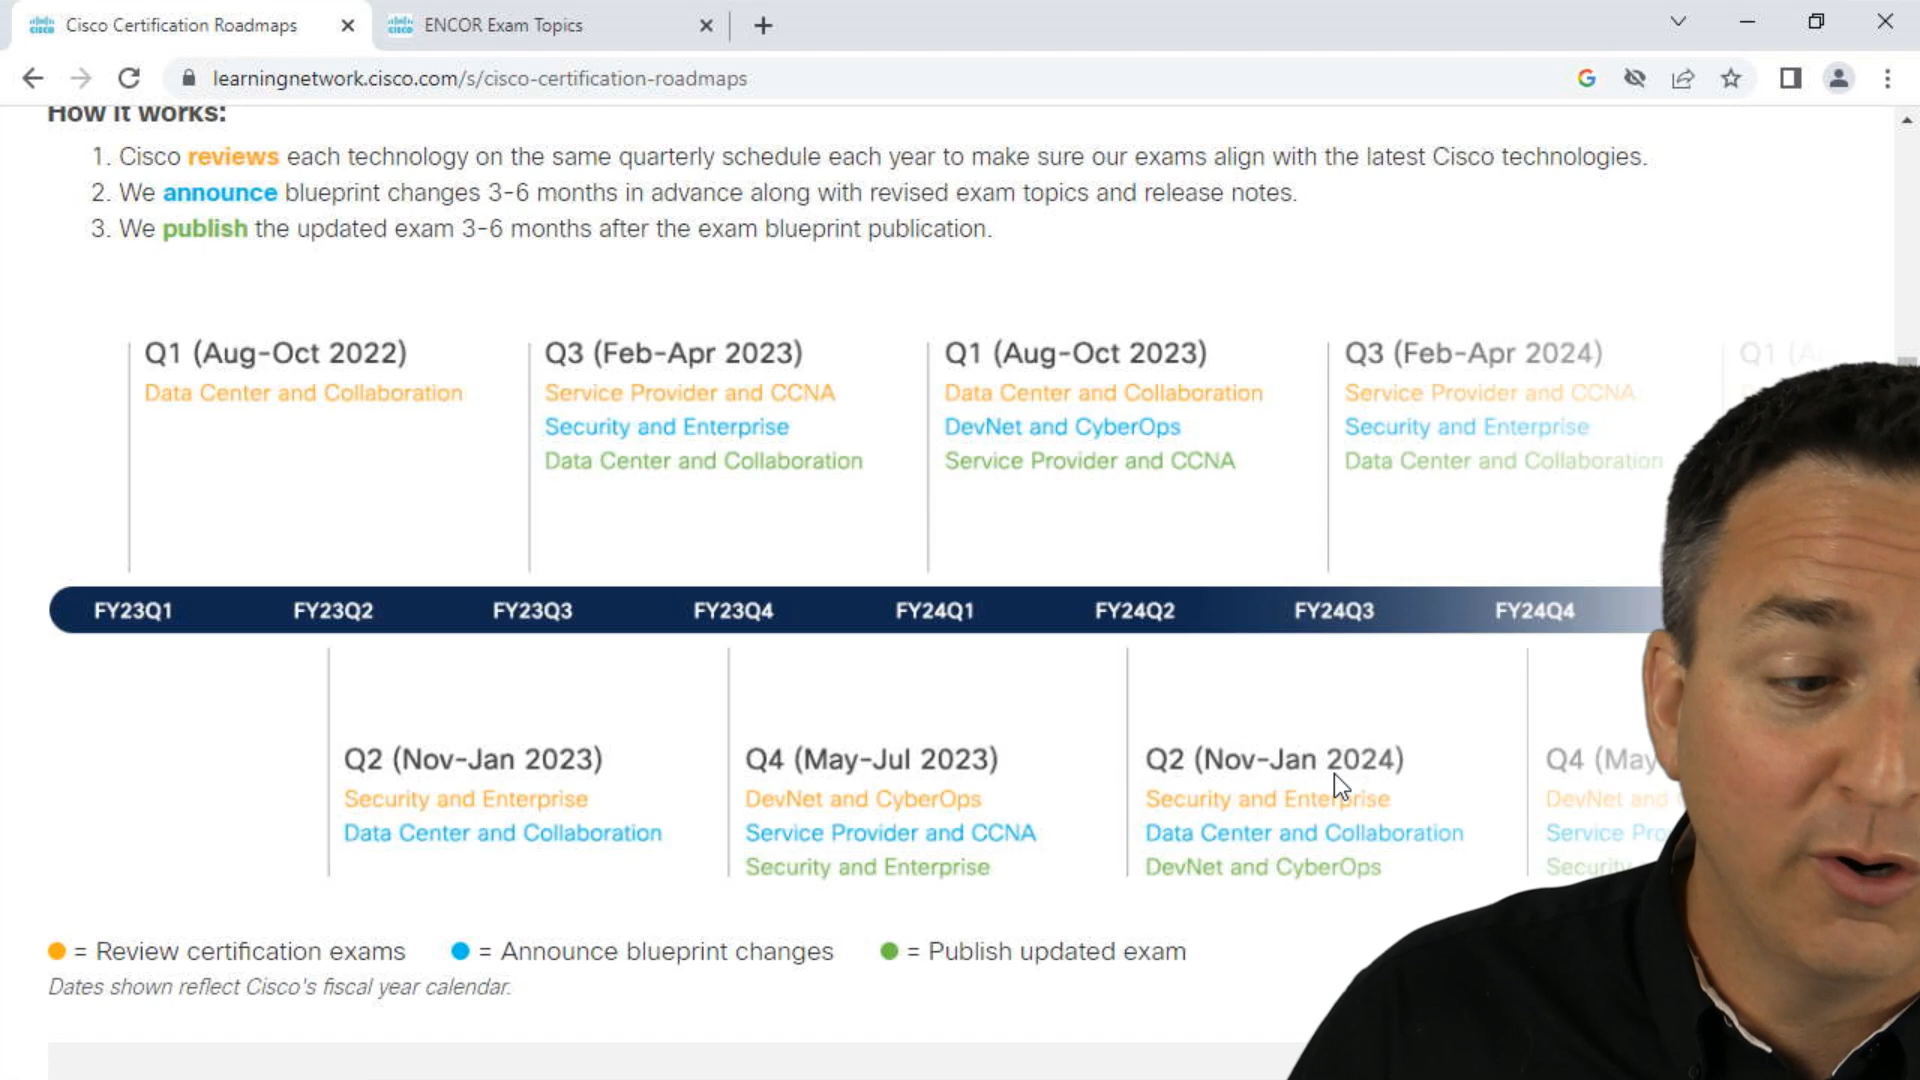 Cisco Certification Roadmaps
ENCOR Exam Topics
learningnetwork.cisco.com/s/cisco-certification-roadmaps
How it works:
1. Cisco reviews each technology on the same quarterly schedule each year to make sure our exams align with the latest Cisco technologies.
2. We announce blueprint changes 3-6 months in advance along with revised exam topics and release notes.
3. We publish the updated exam 3-6 months after the exam blueprint publication.
Q1 (Aug-Oct 2022)
Data Center and Collaboration
Q3 (Feb-Apr 2023)
Service Provider and CCNA
Security and Enterprise
Data Center and Collaboration
Q1 (Aug-Oct 2023)
Data Center and Collaboration
DevNet and CyberOps
Service Provider and CCNA
Q3 (Feb-Apr 2024)
Service Provider and CCNA
Security and Enterprise
Data Center and Collaboration
Q1 (A
FY23Q1 FY23Q2 FY23Q3 FY23Q4 FY24Q1 FY24Q2 FY24Q3 FY24Q4
Q2 (Nov-Jan 2023)
Security and Enterprise
Data Center and Collaboration
Q4 (May-Jul 2023)
DevNet and CyberOps
Service Provider and CCNA
Security and Enterprise
Q2 (Nov-Jan 2024)
Security and Enterprise
Data Center and Collaboration
DevNet and CyberOps
Q4 (May
DevNet and
Service Pro
Security
= Review certification exams = Announce blueprint changes = Publish updated exam
Dates shown reflect Cisco's fiscal year calendar.